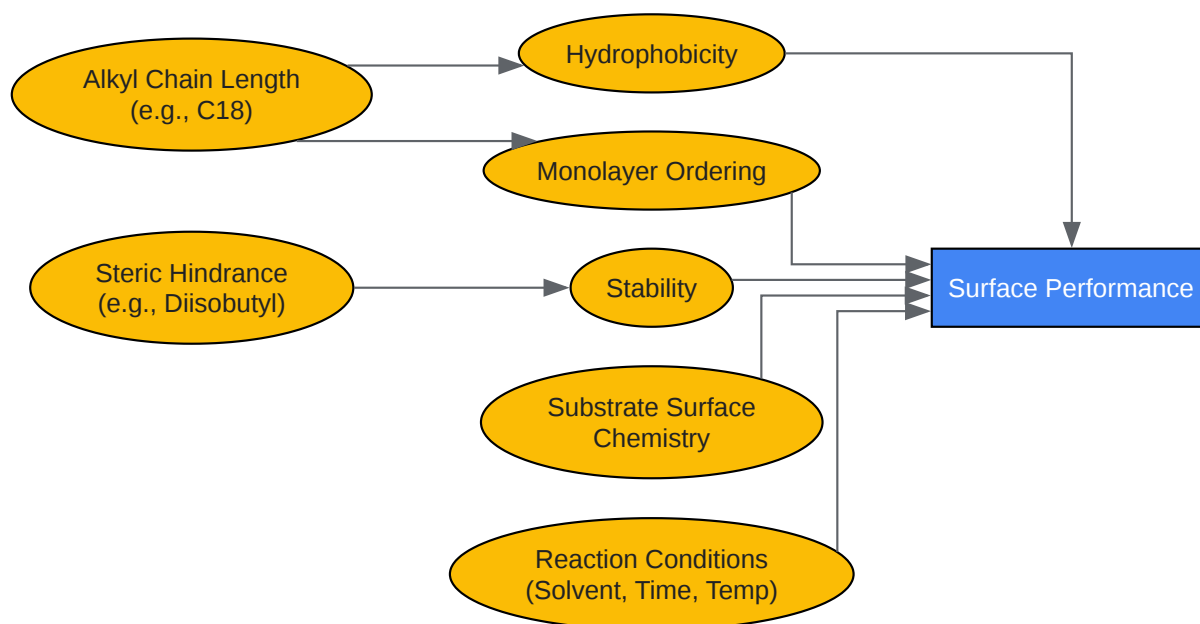 Alkyl Chain Length
(e.g., C18)
Hydrophobicity
Monolayer Ordering
Steric Hindrance
(e.g., Diisobutyl)
Stability
Surface Performance
Substrate Surface
Chemistry
Reaction Conditions
(Solvent, Time, Temp)